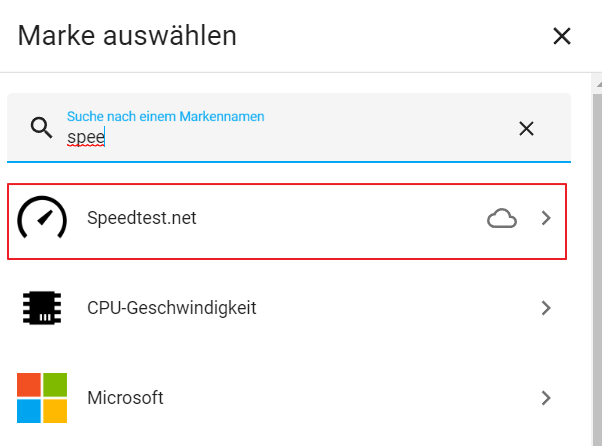 Marke auswählen
Suche nach einem Markennamen
spee
Speedtest.net
CPU-Geschwindigkeit
Microsoft